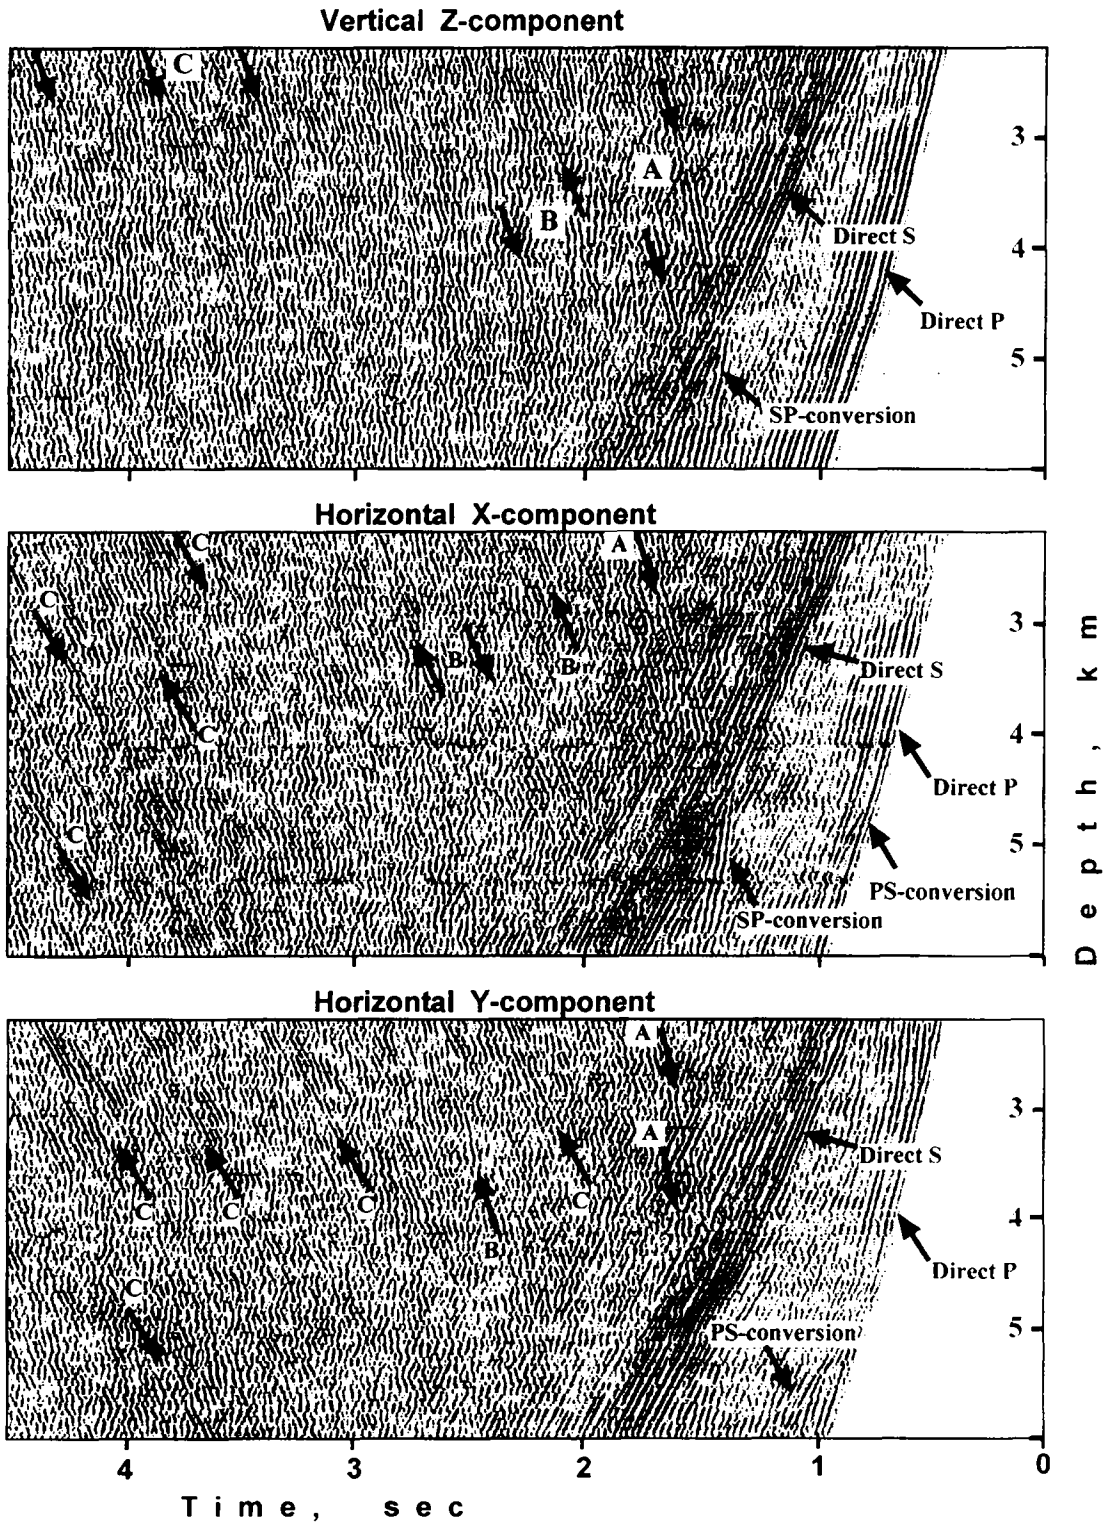 Vertical Z-component
C
A
3
B
Direct S
4
Direct P
5
SP-conversion
Horizontal X-component
C
A
C
3
B
B
Direct S
C
4
Direct P
C
5
PS-conversion
SP-conversion
Depth, km
Horizontal Y-component
A
3
A
Direct S
C
C
C
C
4
B
Direct P
C
5
PS-conversion
4
3
2
1
0
Time, sec